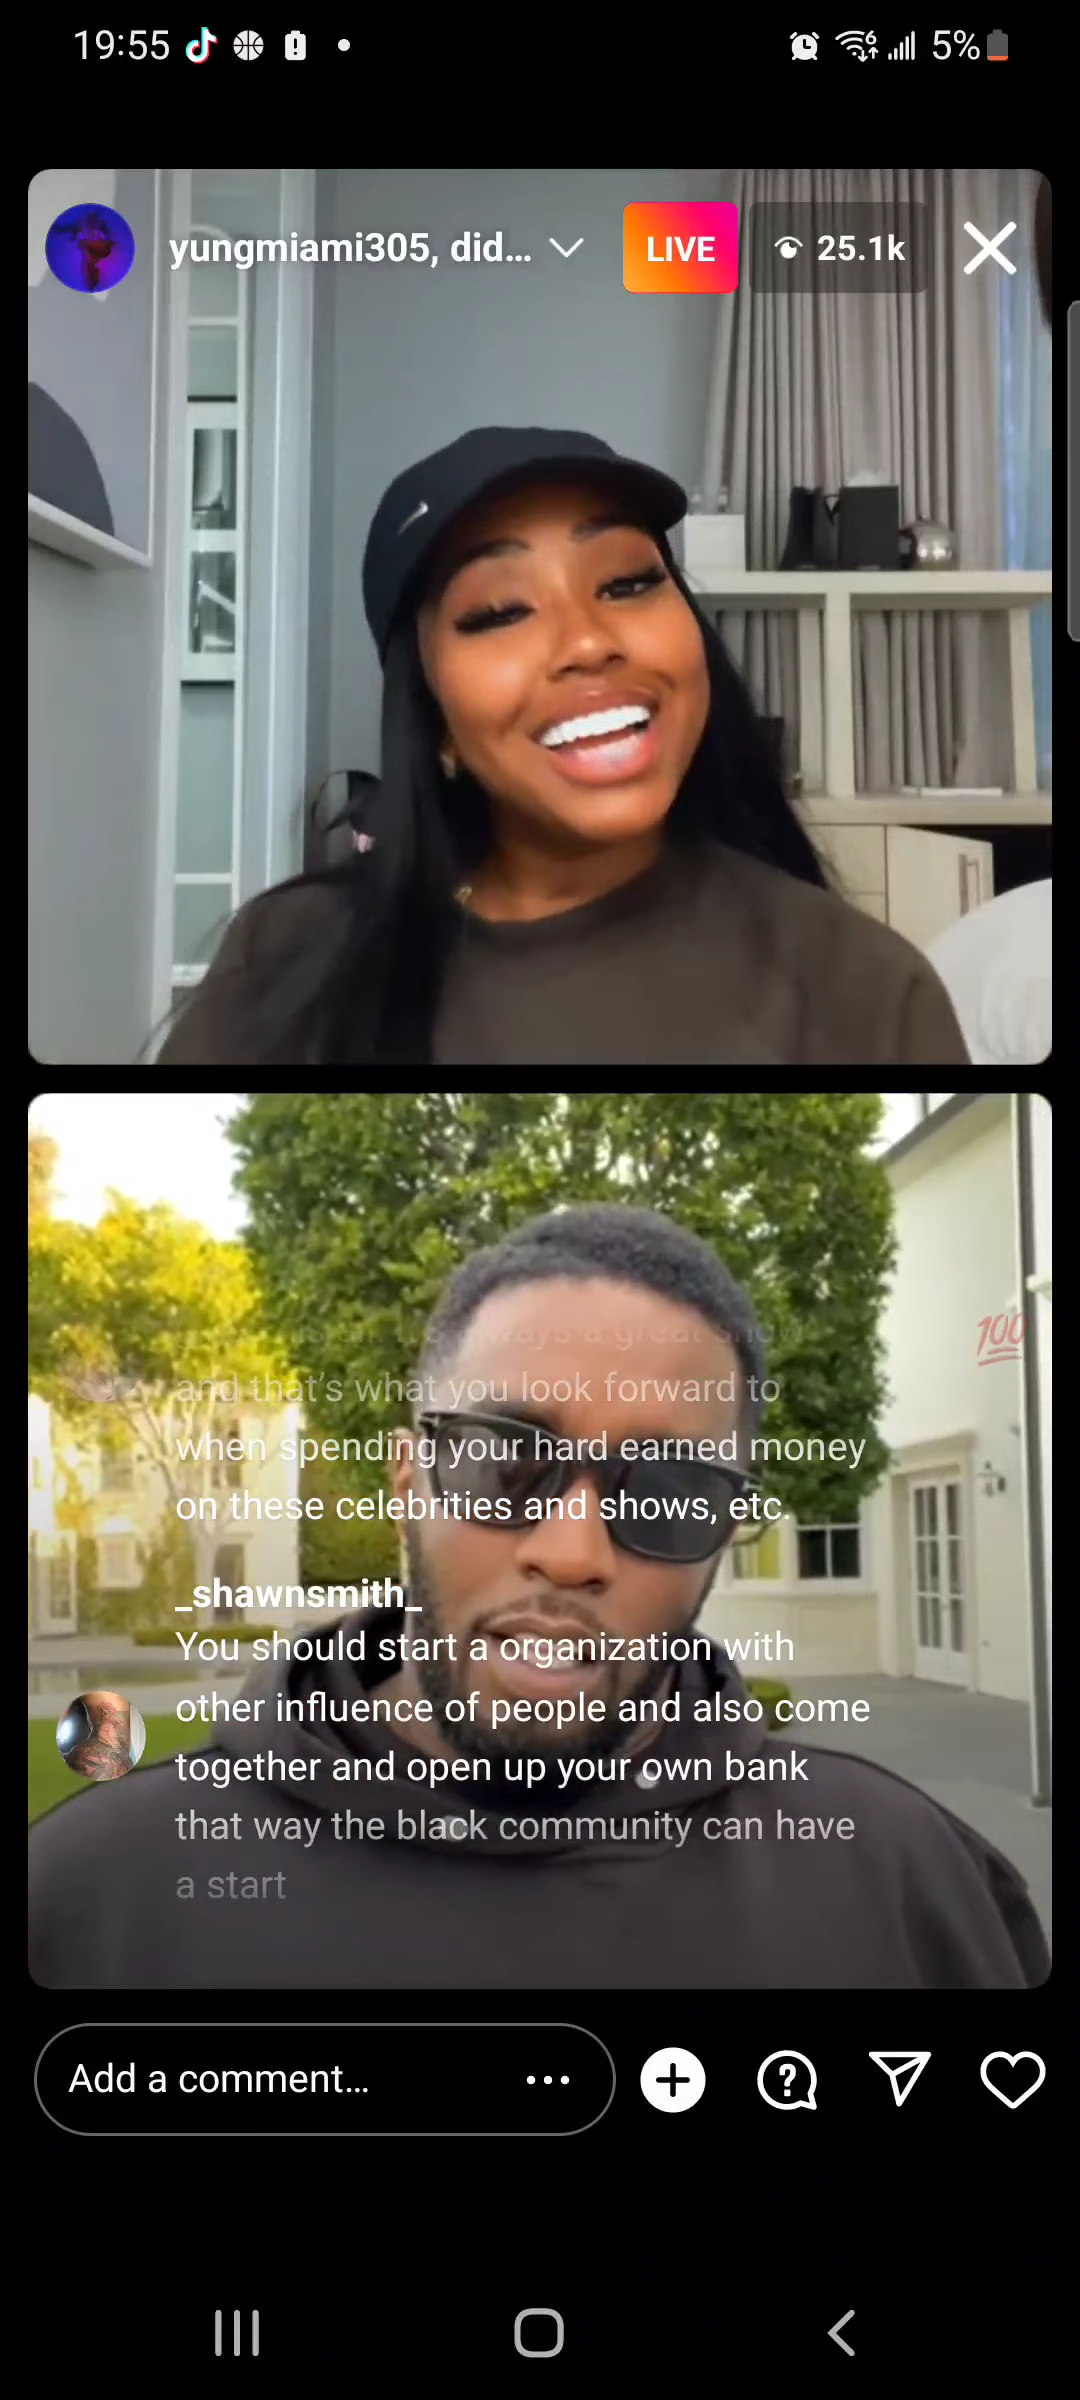 19:55
5%
yungmiami305, did...
LIVE
25.1k
always a great show
and that's what you look forward to
when spending your hard earned money
on these celebrities and shows, etc.
100
_shawnsmith_
You should start a organization with
other influence of people and also come
together and open up your own bank
that way the black community can have
a start
Add a comment...